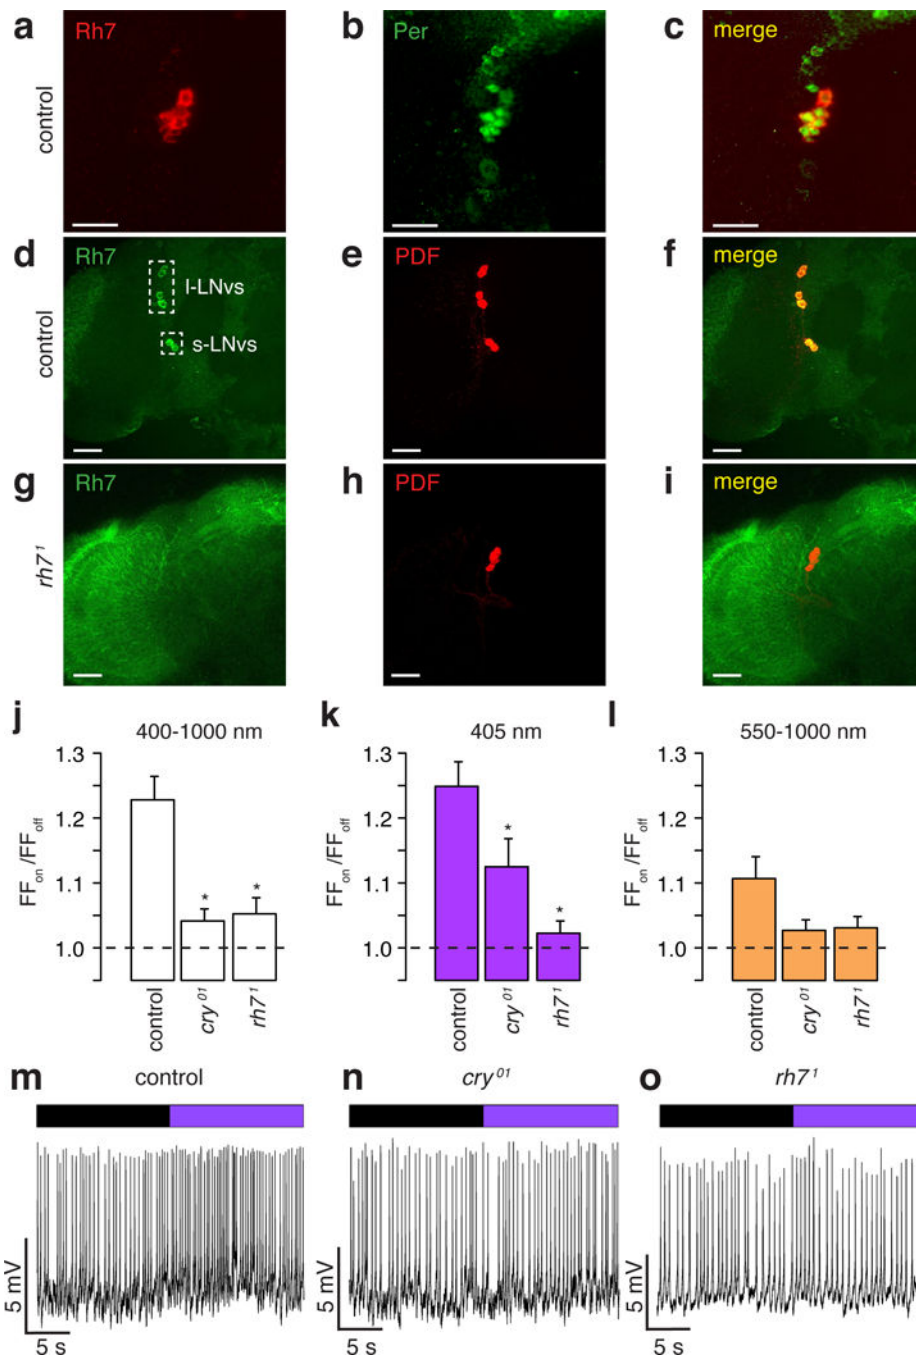 a Rh7
b Per
c merge
control
d Rh7
l-LNvs
s-LNvs
e PDF
f merge
control
g Rh7
h PDF
i merge
rh7¹
j 400-1000 nm
1.3
1.2
1.1
1.0
FFon/FFoff
control
cry⁰¹
rh7¹
*
*
k 405 nm
1.3
1.2
1.1
1.0
FFon/FFoff
control
cry⁰¹
rh7¹
*
*
l 550-1000 nm
1.3
1.2
1.1
1.0
FFon/FFoff
control
cry⁰¹
rh7¹
m control
5 mV
5 s
n cry⁰¹
5 mV
5 s
o rh7¹
5 mV
5 s